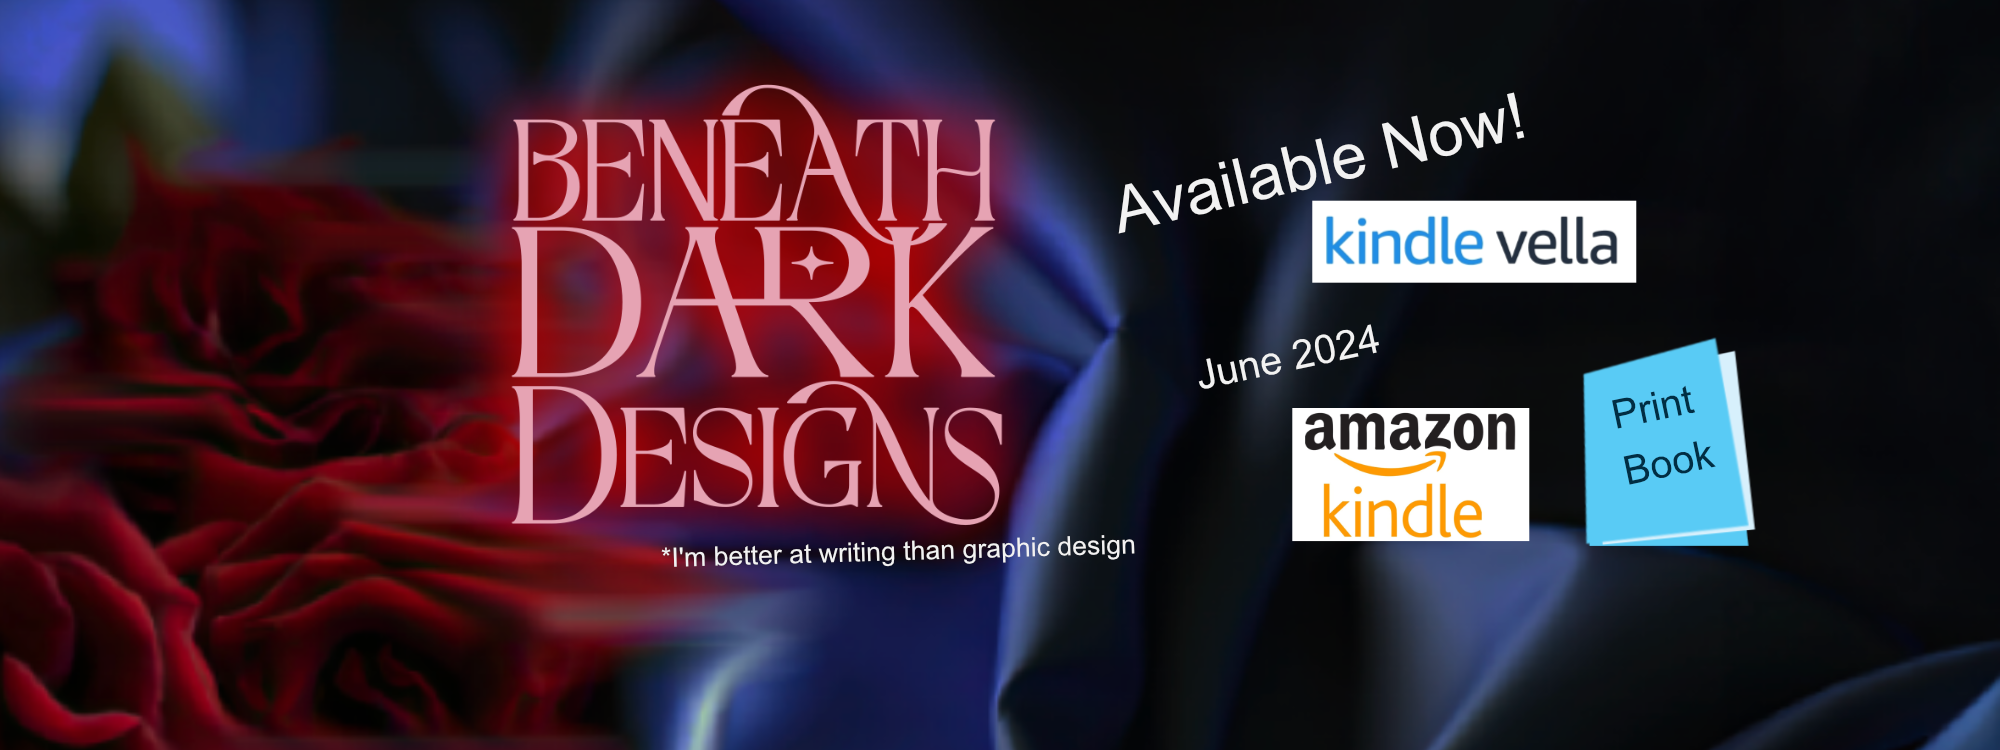 BENEATH
DARK
DESIGNS
*I'm better at writing than graphic design
Available Now!
kindle vella
June 2024
amazon
kindle
Print
Book